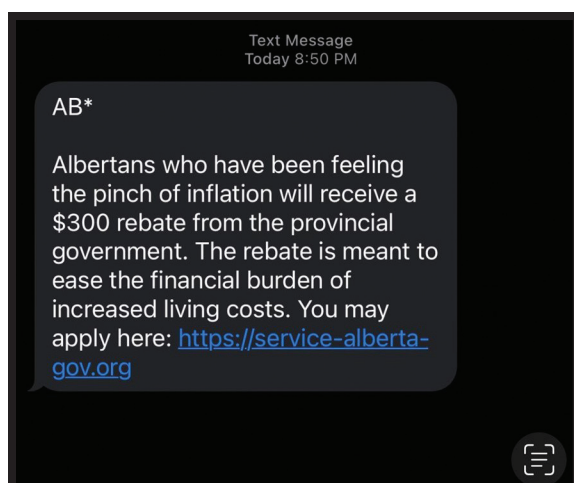 Text Message
Today 8:50 PM
AB*
Albertans who have been feeling
the pinch of inflation will receive a
$300 rebate from the provincial
government. The rebate is meant to
ease the financial burden of
increased living costs. You may
apply here: https://service-alberta-
gov.org